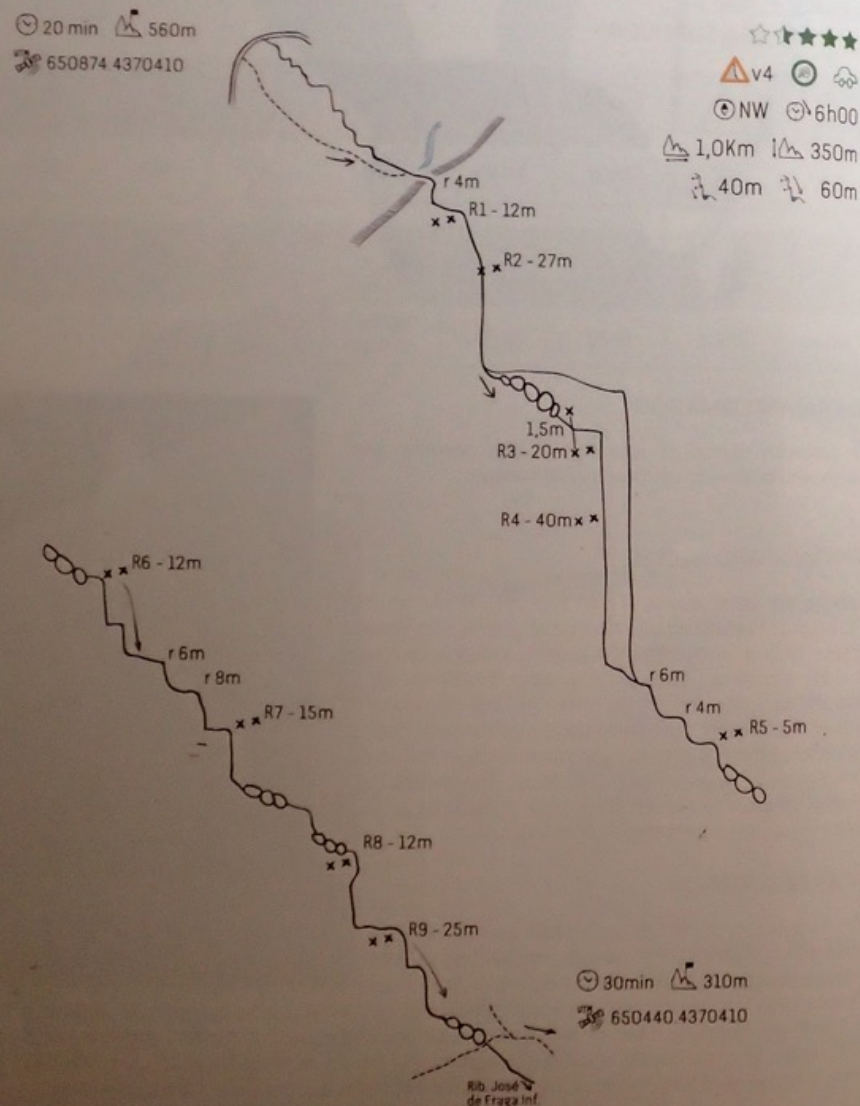 20 min 560m
650874.4370410
v4
NW 6h00
1,0Km 350m
40m 60m
r 4m
R1 - 12m
R2 - 27m
1,5m
R3 - 20m
R4 - 40m
r 6m
r 4m
R5 - 5m
R6 - 12m
r 6m
r 8m
R7 - 15m
R8 - 12m
R9 - 25m
30min 310m
650440.4370410
Rib. José
de Fraga Inf.